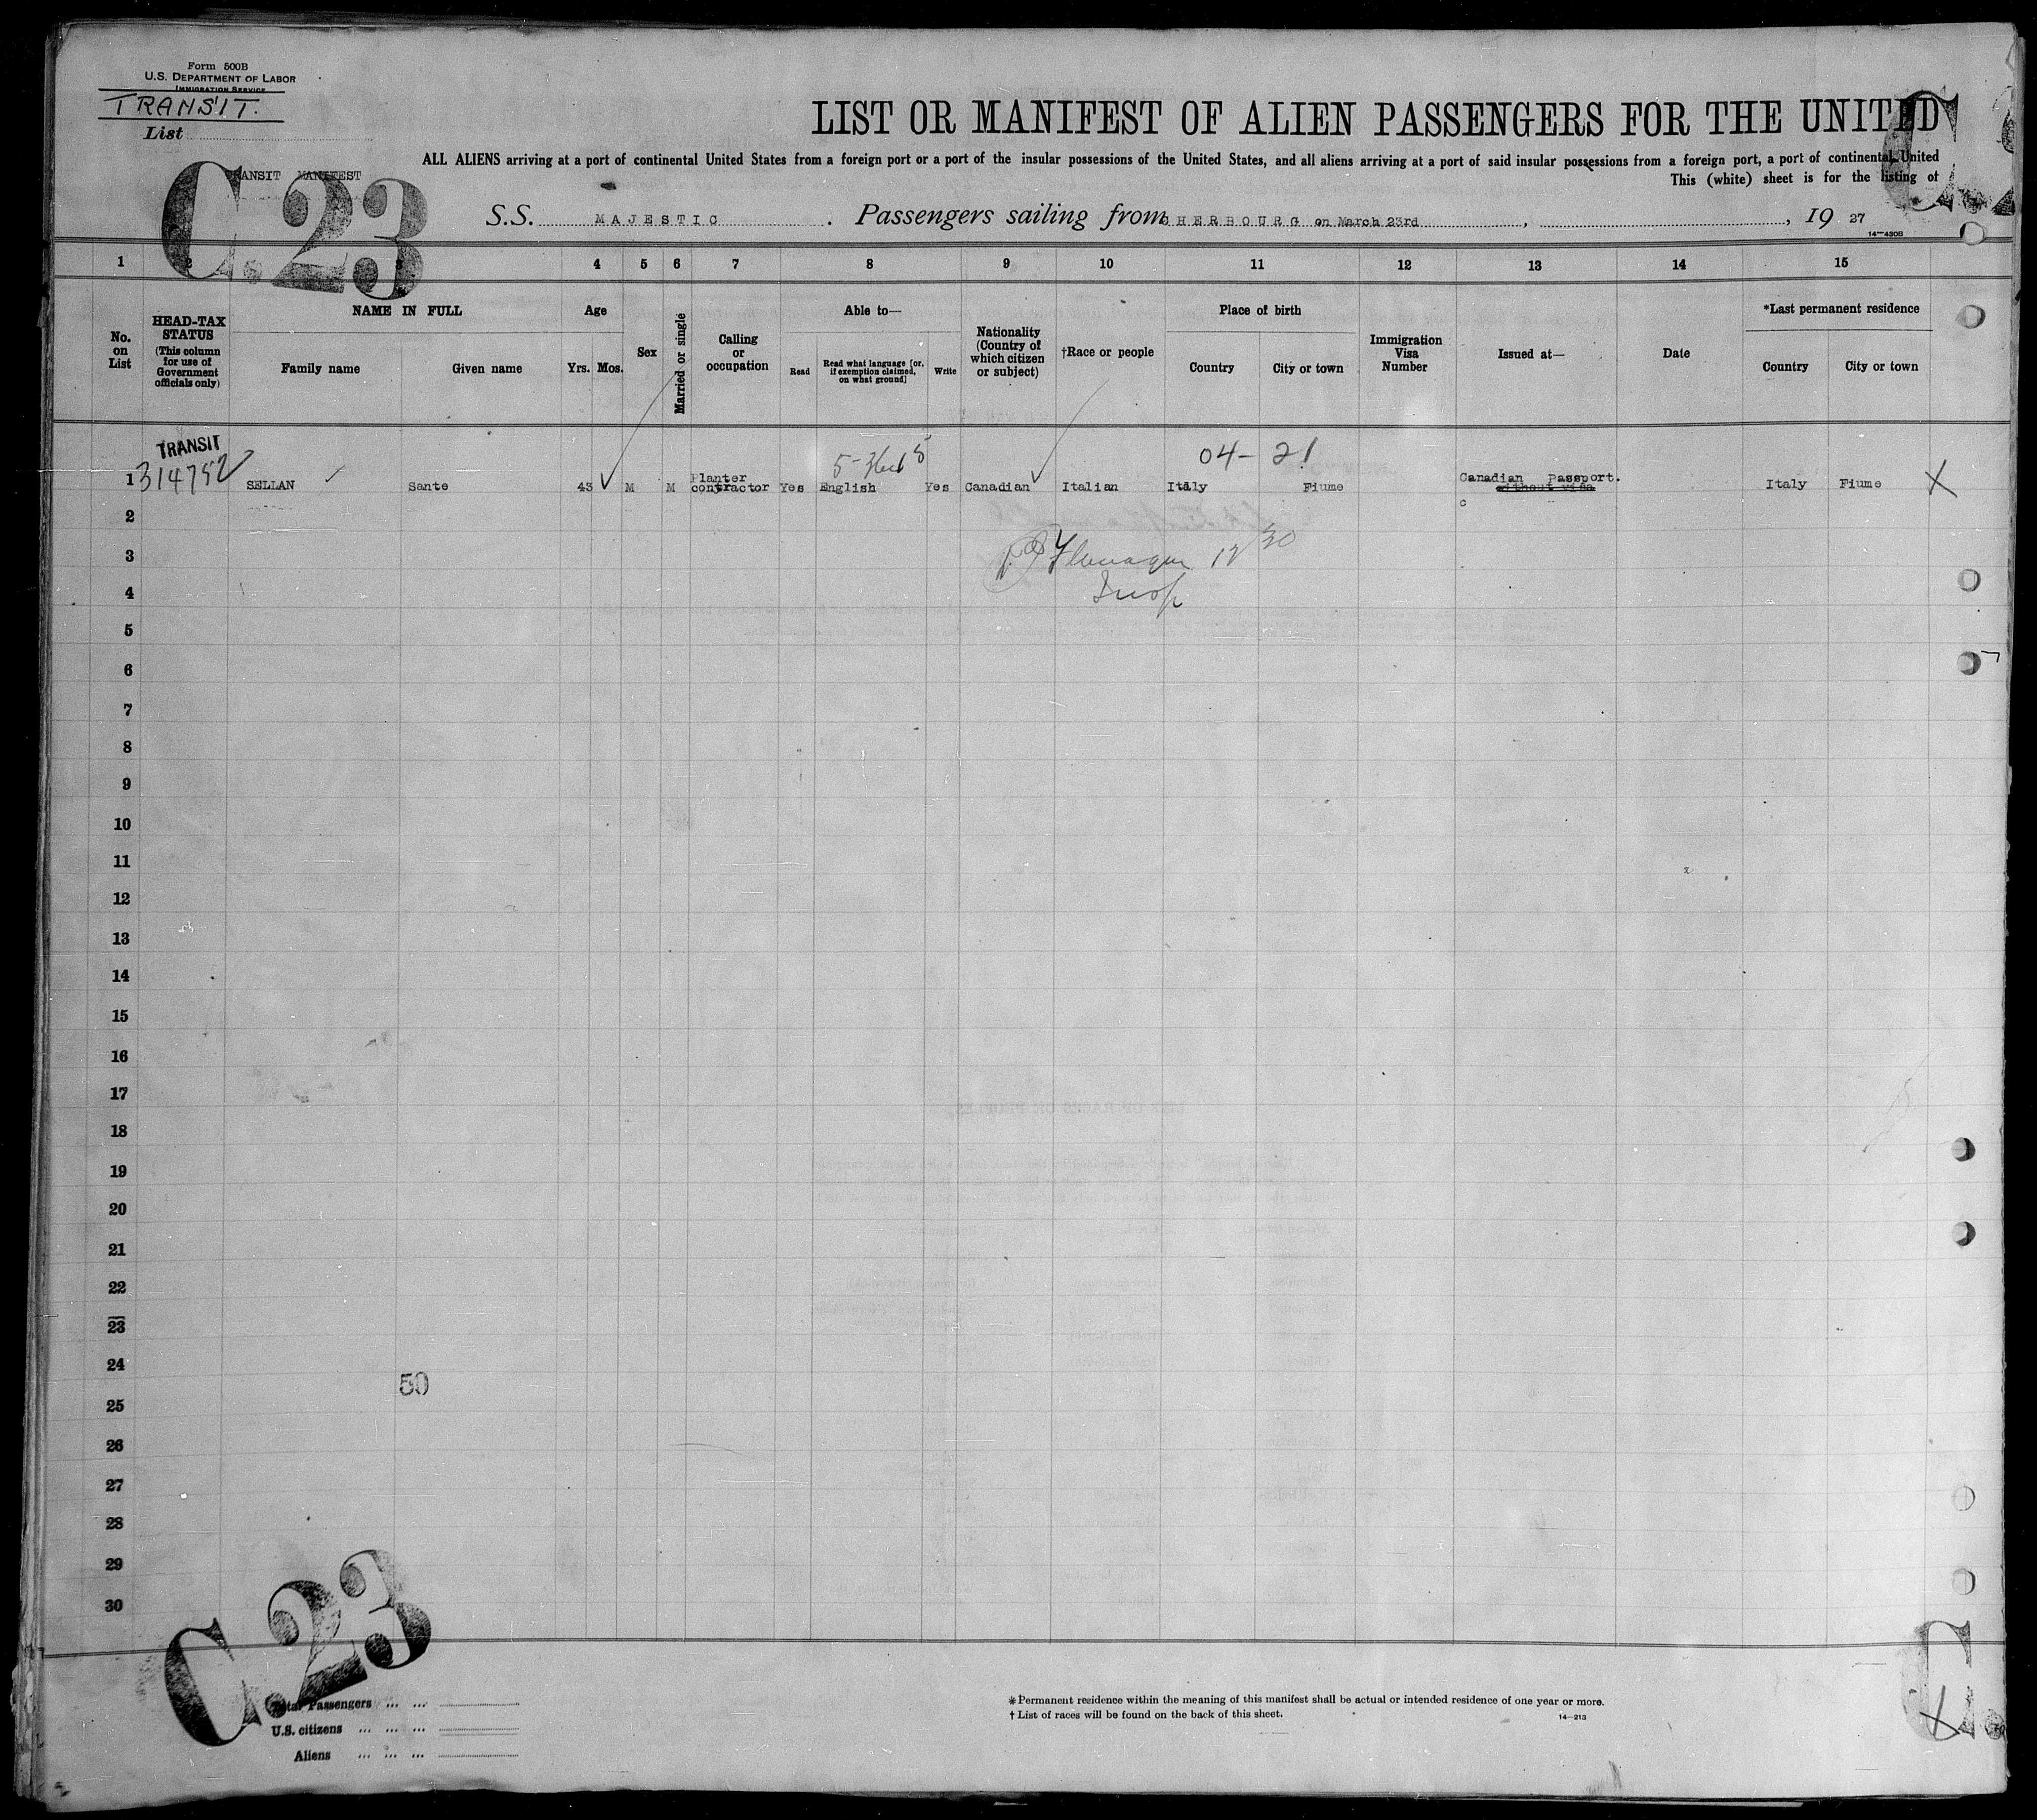 Form 500B
U.S. DEPARTMENT OF LABOR
IMMIGRATION SERVICE
TRANSIT.
List
LIST OR MANIFEST OF ALIEN PASSENGERS FOR THE UNITED
ALL ALIENS arriving at a port of continental United States from a foreign port or a port of the insular possessions of the United States, and all aliens arriving at a port of said insular possessions from a foreign port, a port of continental United
This (white) sheet is for the listing of
TRANSIT MANIFEST
C.23
S.S. MAJESTIC . Passengers sailing from CHERBOURG on March 23rd , , 19 27
14—430B
1 2 3 4 5 6 7 8 9 10 11 12 13 14 15
No. on List
HEAD-TAX STATUS (This column for use of Government officials only)
NAME IN FULL
Family name Given name
Age
Yrs. Mos.
Sex
Married or single
Calling or occupation
Able to—
Read Read what language [or, if exemption claimed, on what ground] Write
Nationality (Country of which citizen or subject)
†Race or people
Place of birth
Country City or town
Immigration Visa Number
Issued at—
Date
*Last permanent residence
Country City or town
TRANSIT
5- 04- 21
1 314752 SELLAN Sante 43 M M Planter contractor Yes English Yes Canadian Italian Italy Fiume Canadian Passport. without visa Italy Fiume X
c
2
3 Flanagan 12 30
4 Insp
5
6
7
8
9
10
11
12
13
14
15
16
17
18
19
20
21
22
23
24
50
25
26
27
28
29
30
C.23
Total Passengers ... ...
U.S. citizens ... ... ...
Aliens ... ... ...
*Permanent residence within the meaning of this manifest shall be actual or intended residence of one year or more.
† List of races will be found on the back of this sheet.
14—213
C.
X